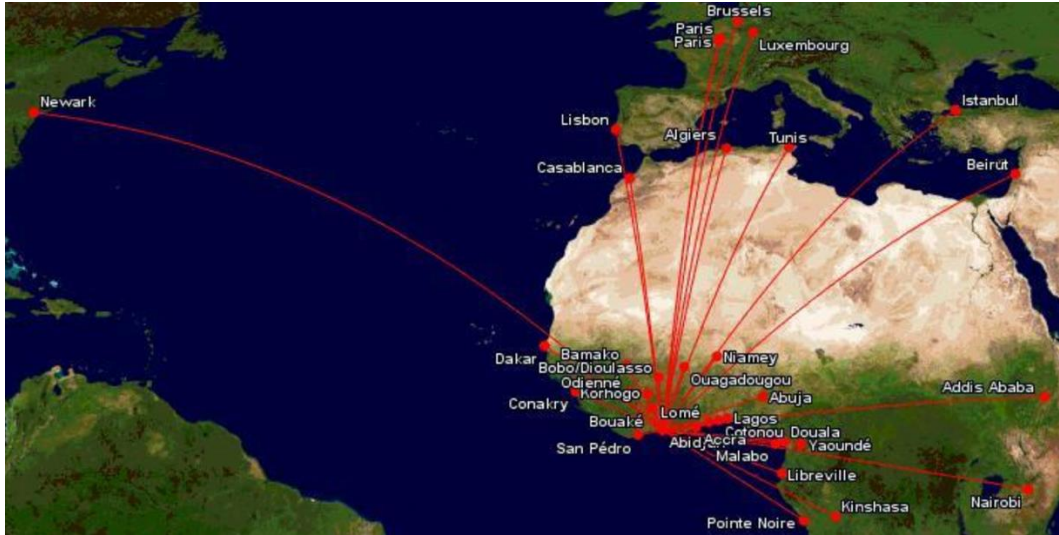 Brussels
Paris
Paris
Luxembourg
Newark
Istanbul
Lisbon
Algiers
Tunis
Casablanca
Beirut
Dakar
Bamako
Niamey
Bobo/Dioulasso
Ouagadougou
Odienné
Korhogo
Addis Ababa
Conakry
Abuja
Lomé
Bouaké
Lagos
San Pédro
Abidjan
Accra
Cotonou
Douala
Yaoundé
Malabo
Libreville
Nairobi
Kinshasa
Pointe Noire